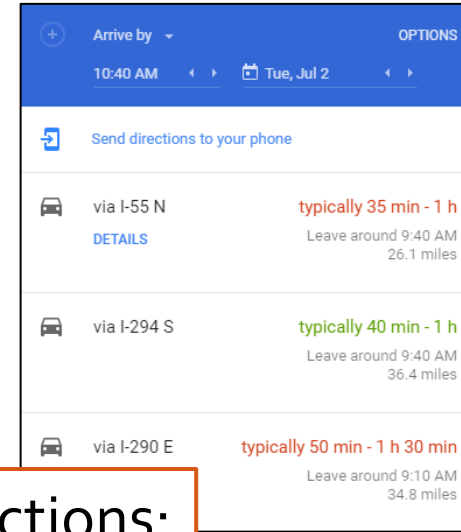 Arrive by OPTIONS
10:40 AM Tue, Jul 2
Send directions to your phone
via I-55 N typically 35 min - 1 h
DETAILS Leave around 9:40 AM
26.1 miles
via I-294 S typically 40 min - 1 h
Leave around 9:40 AM
36.4 miles
via I-290 E typically 50 min - 1 h 30 min
Leave around 9:10 AM
34.8 miles
ctions: